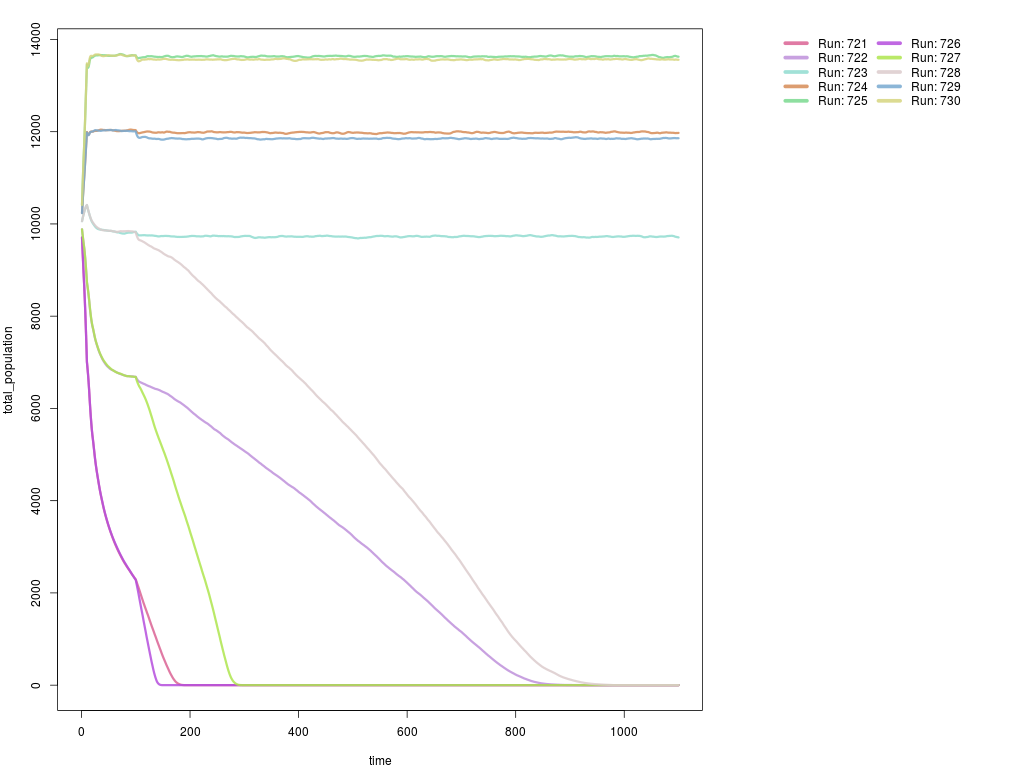 14000
12000
10000
8000
6000
4000
2000
0
total_population
0 200 400 600 800 1000
time
Run: 721 Run: 726
Run: 722 Run: 727
Run: 723 Run: 728
Run: 724 Run: 729
Run: 725 Run: 730